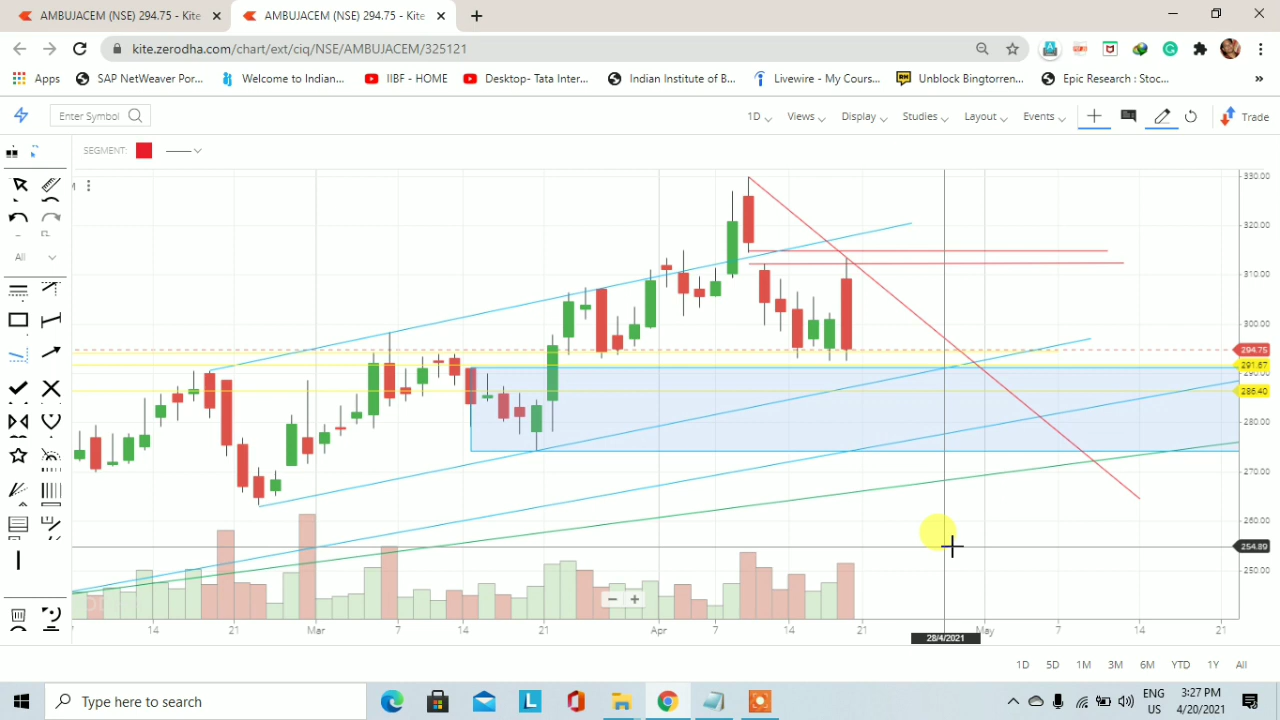 AMBUJACEM (NSE) 294.75 - Kite
AMBUJACEM (NSE) 294.75 - Kite
kite.zerodha.com/chart/ext/ciq/NSE/AMBUJACEM/325121
Apps
SAP NetWeaver Por...
Welcome to Indian...
IIBF - HOME
Desktop- Tata Inter...
Indian Institute of B...
Livewire - My Cours...
Unblock Bingtorren...
Epic Research : Stoc...
»
Enter Symbol
1D
Views
Display
Studies
Layout
Events
Trade
SEGMENT:
All
330.00
320.00
310.00
300.00
294.75
291.67
290.00
286.40
280.00
270.00
260.00
254.89
250.00
14
21
Mar
7
14
21
Apr
7
14
21
28/4/2021
May
7
14
21
1D 5D 1M 3M 6M YTD 1Y All
Type here to search
ENG
US
3:27 PM
4/20/2021